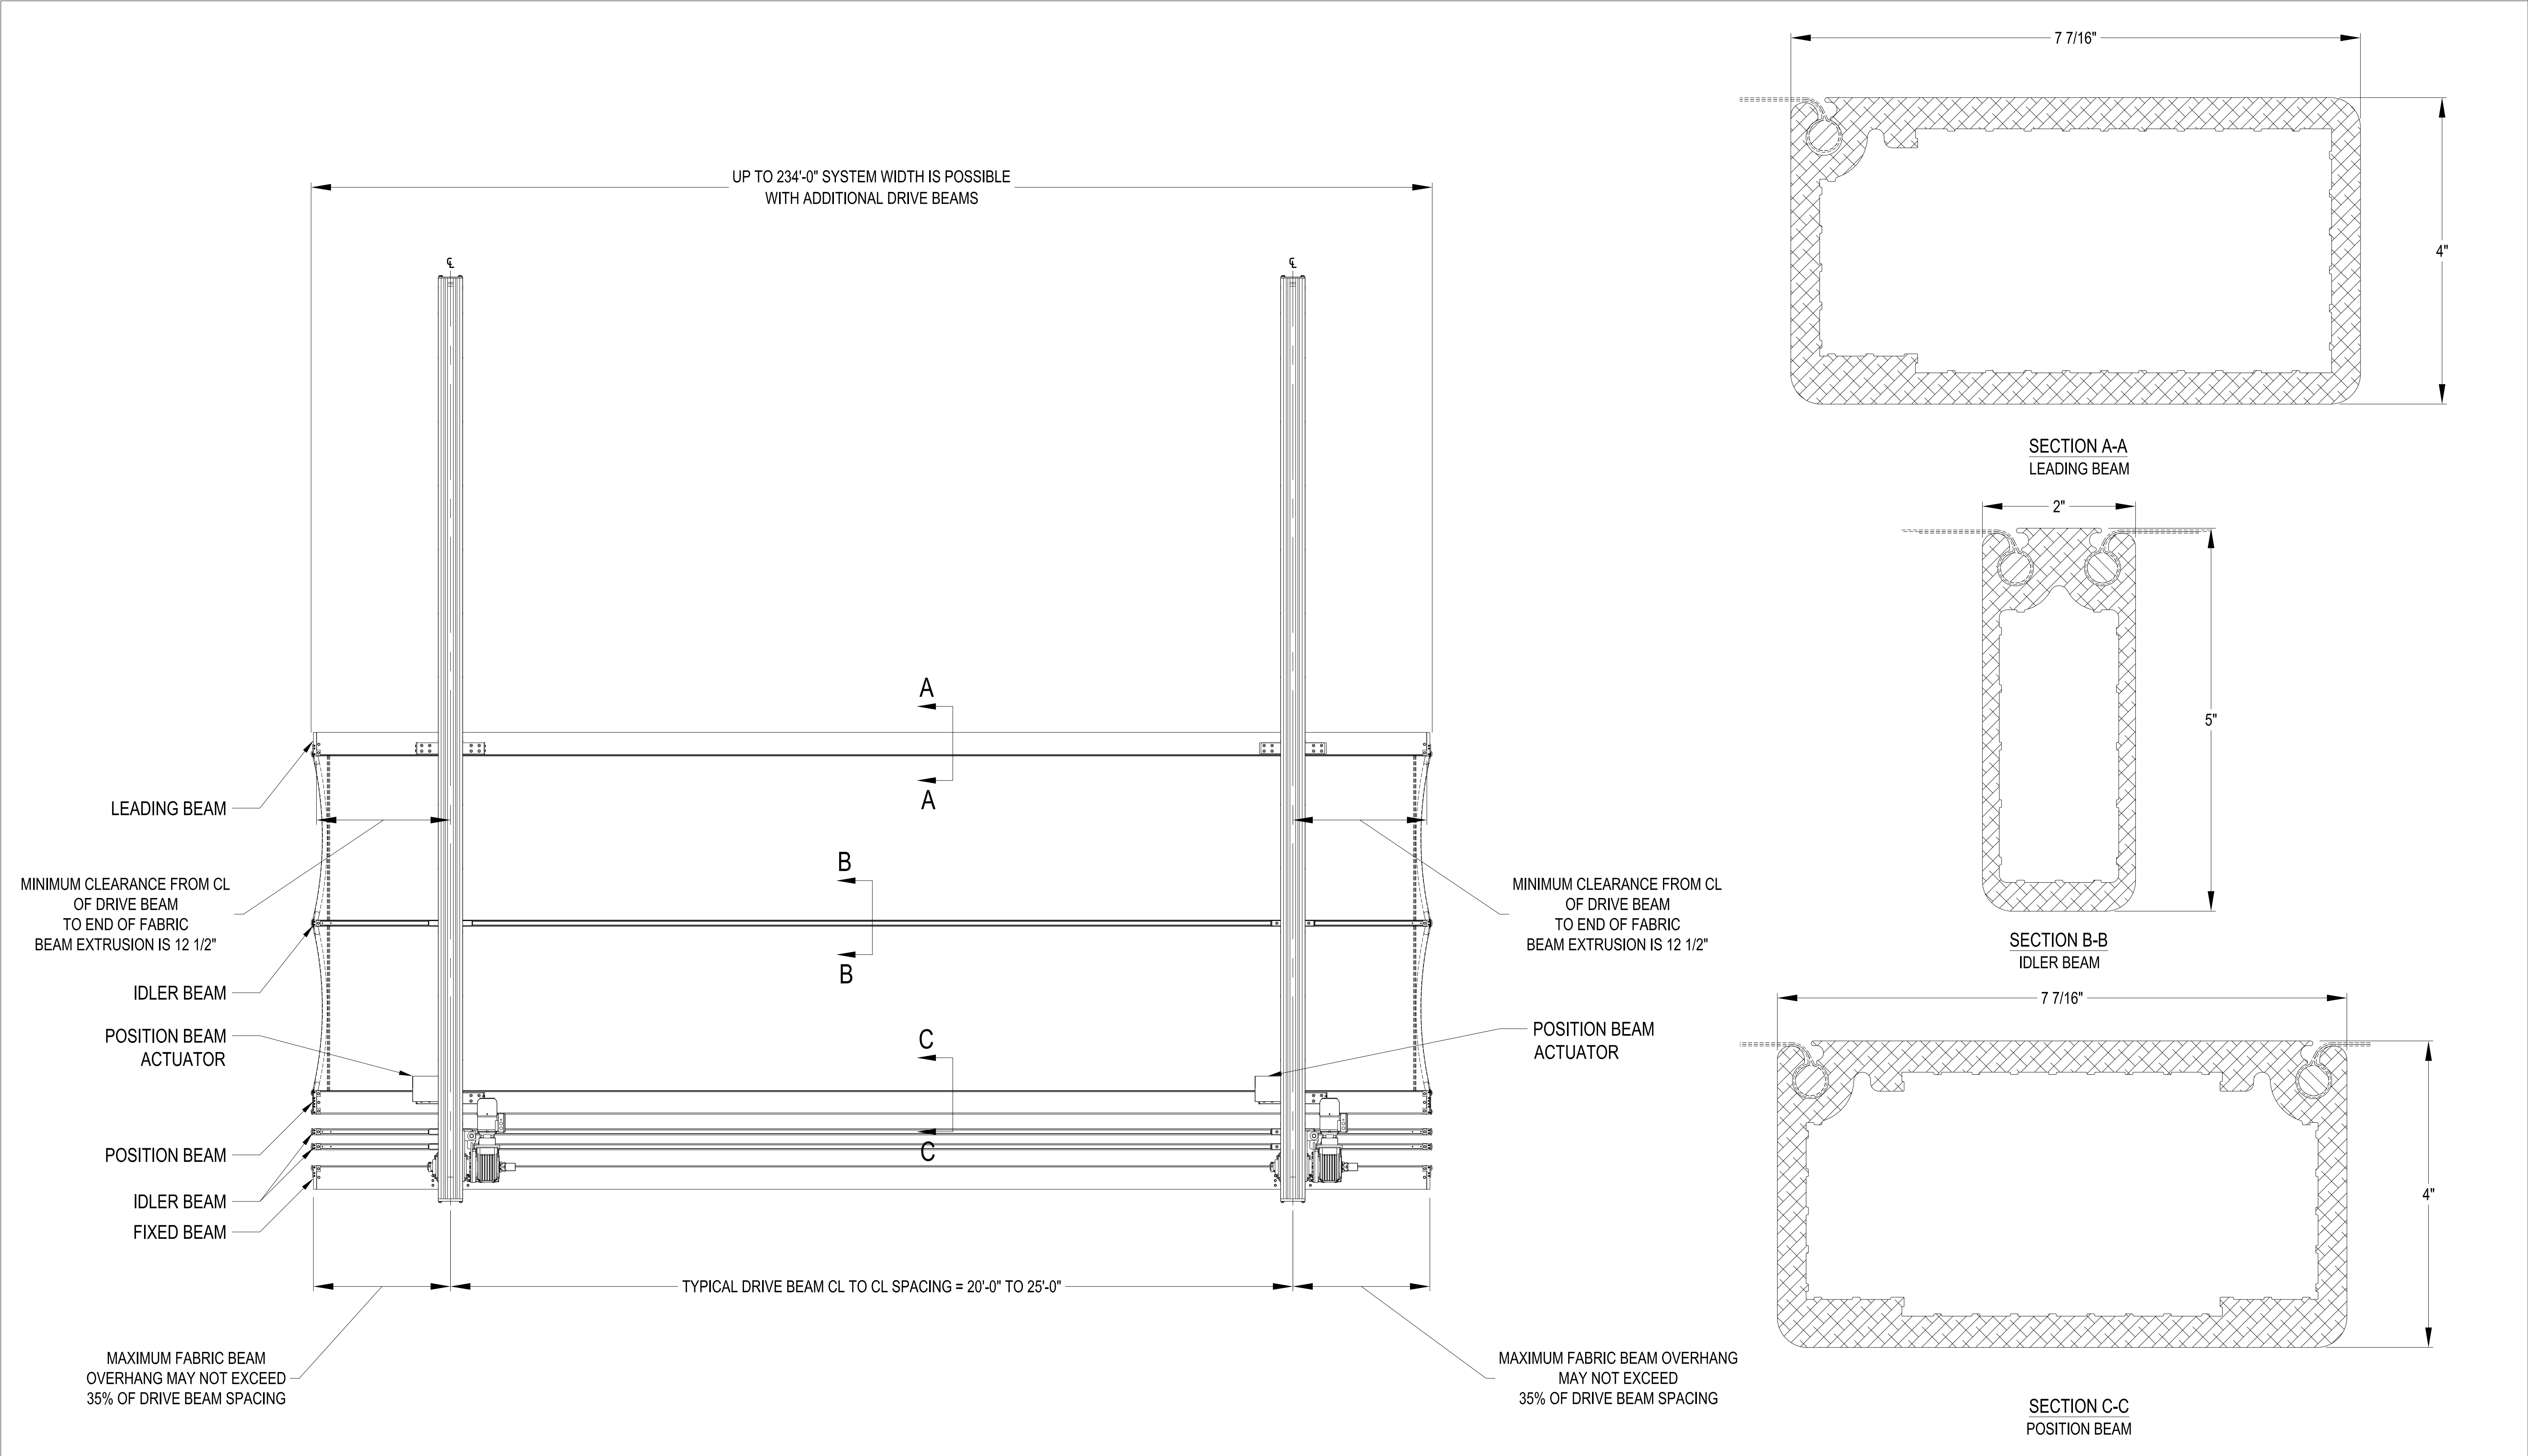 UP TO 234'-0" SYSTEM WIDTH IS POSSIBLE
WITH ADDITIONAL DRIVE BEAMS
℄
℄
A
A
B
B
C
C
LEADING BEAM
MINIMUM CLEARANCE FROM CL
OF DRIVE BEAM
TO END OF FABRIC
BEAM EXTRUSION IS 12 1/2"
IDLER BEAM
POSITION BEAM
ACTUATOR
POSITION BEAM
IDLER BEAM
FIXED BEAM
MINIMUM CLEARANCE FROM CL
OF DRIVE BEAM
TO END OF FABRIC
BEAM EXTRUSION IS 12 1/2"
POSITION BEAM
ACTUATOR
TYPICAL DRIVE BEAM CL TO CL SPACING = 20'-0" TO 25'-0"
MAXIMUM FABRIC BEAM
OVERHANG MAY NOT EXCEED
35% OF DRIVE BEAM SPACING
MAXIMUM FABRIC BEAM OVERHANG
MAY NOT EXCEED
35% OF DRIVE BEAM SPACING
7 7/16"
4"
SECTION A-A
LEADING BEAM
2"
5"
SECTION B-B
IDLER BEAM
7 7/16"
4"
SECTION C-C
POSITION BEAM